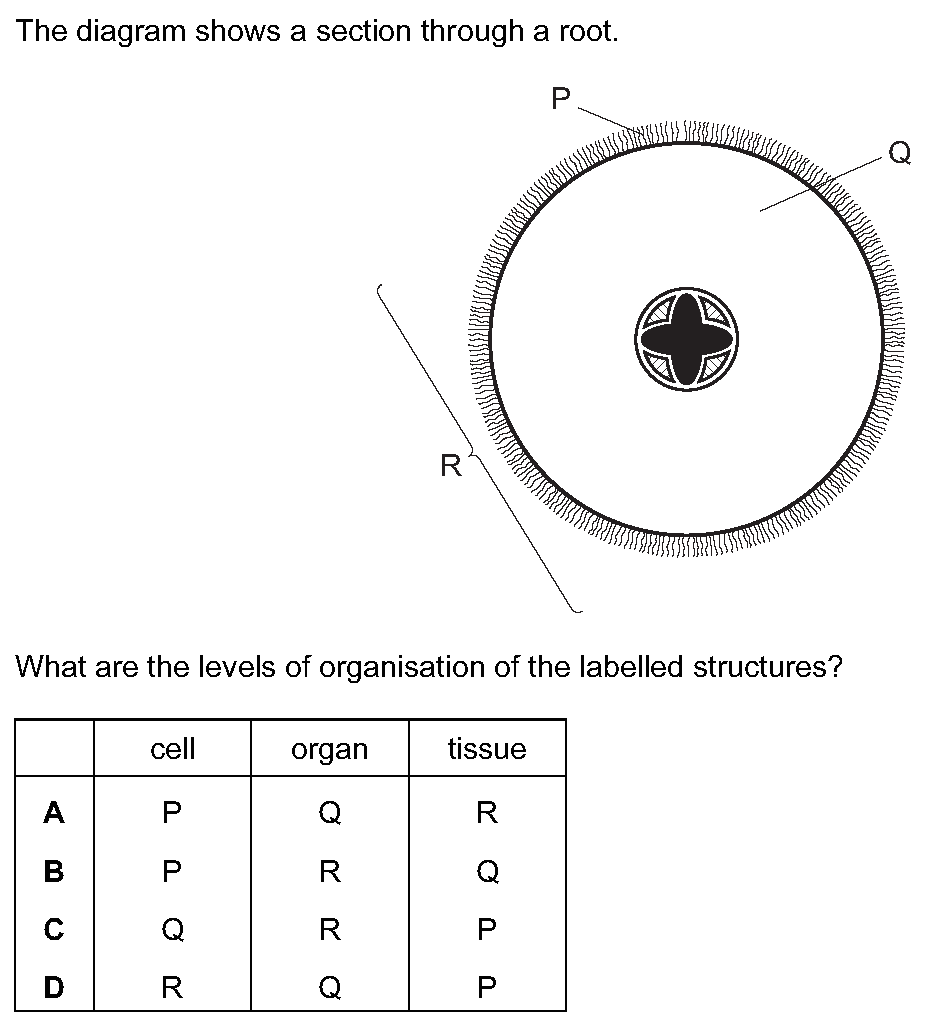 The diagram shows a section through a root.
P
Q
R
What are the levels of organisation of the labelled structures?
cell organ tissue
A P Q R
B P R Q
C Q R P
D R Q P